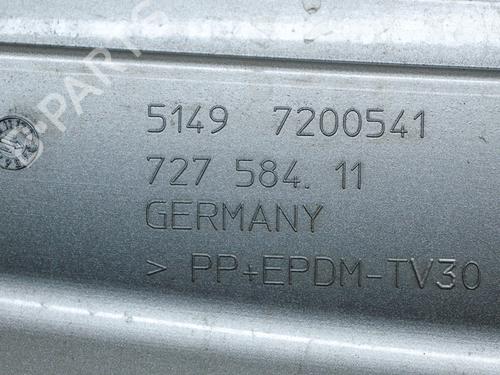 5149 7200541
727 584. 11
GERMANY
> PP+EPDM-TV30